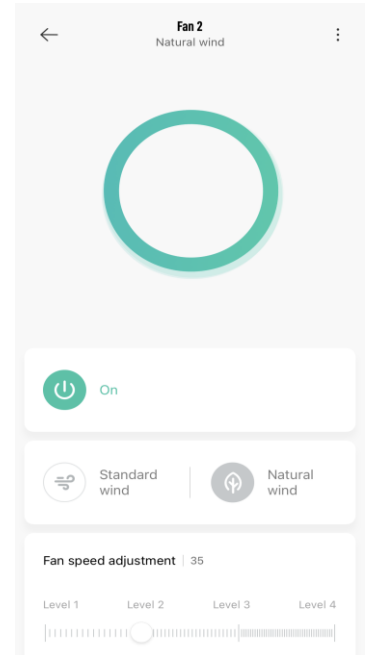 Fan 2
Natural wind
On
Standard
wind
Natural
wind
Fan speed adjustment | 35
Level 1 Level 2 Level 3 Level 4